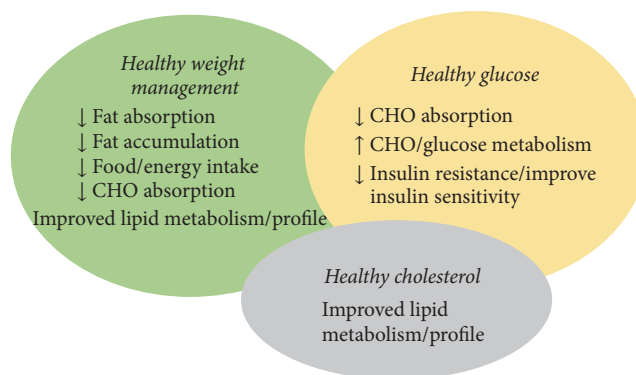 Healthy weight
management
↓ Fat absorption
↓ Fat accumulation
↓ Food/energy intake
↓ CHO absorption
Improved lipid metabolism/profile
Healthy glucose
↓ CHO absorption
↑ CHO/glucose metabolism
↓ Insulin resistance/improve
insulin sensitivity
Healthy cholesterol
Improved lipid
metabolism/profile